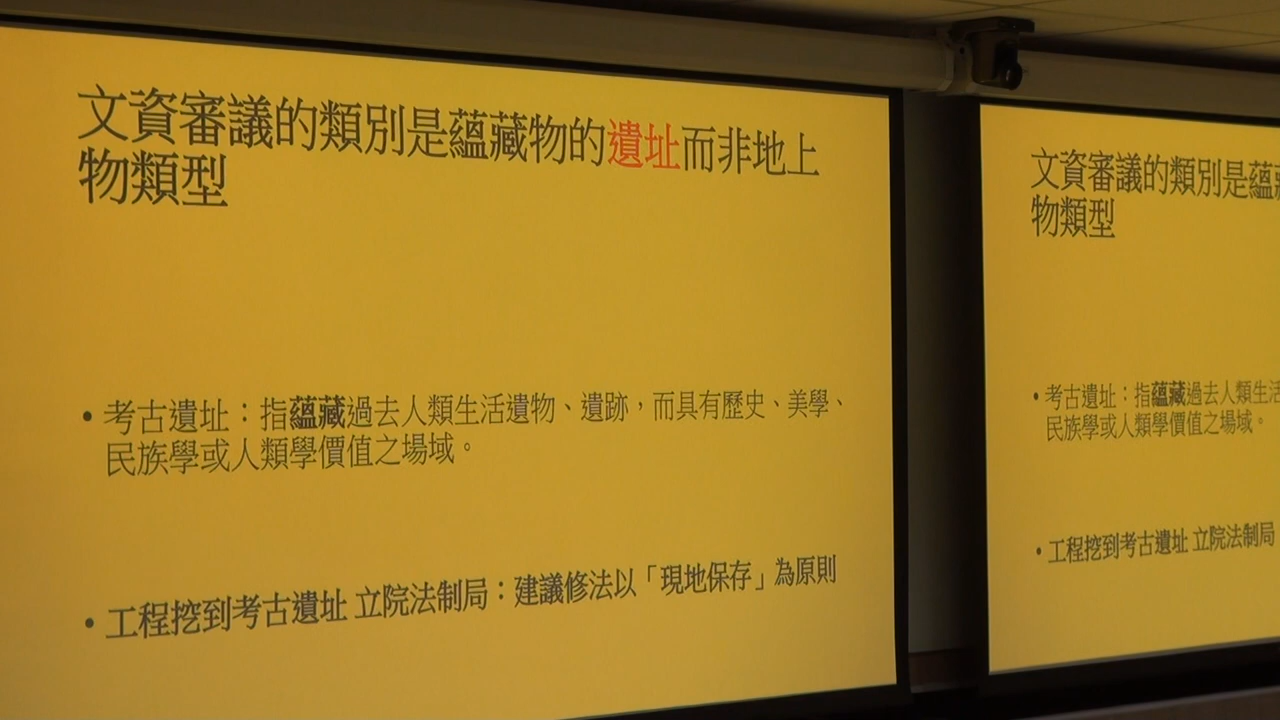 文資審議的類別是蘊藏物的遺址而非地上
物類型
• 考古遺址：指蘊藏過去人類生活遺物、遺跡，而具有歷史、美學、
民族學或人類學價值之場域。
• 工程挖到考古遺址 立院法制局：建議修法以「現地保存」為原則
文資審議的類別是蘊藏
物類型
• 考古遺址：指蘊藏過去人類生活
民族學或人類學價值之場域。
• 工程挖到考古遺址 立院法制局